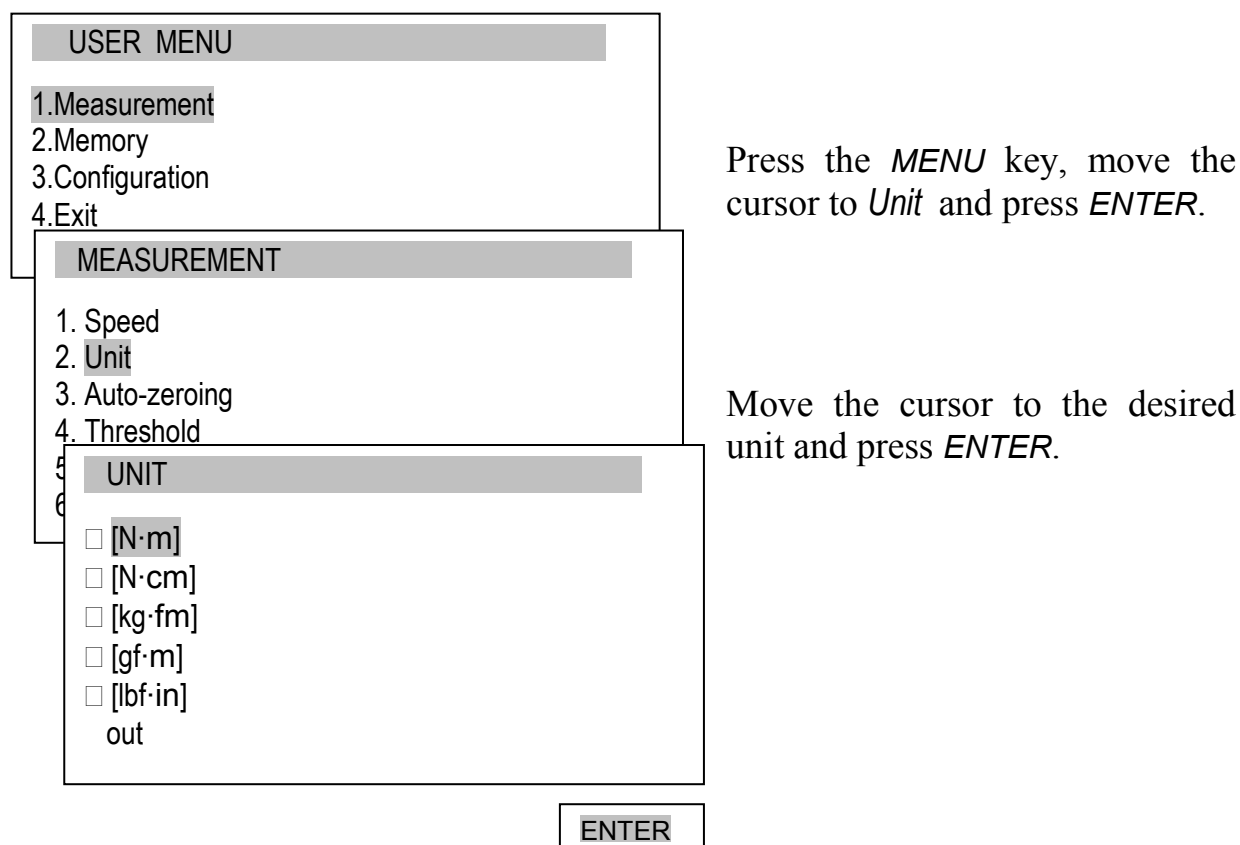 USER MENU
1.Measurement
2.Memory
3.Configuration
4.Exit
MEASUREMENT
1. Speed
2. Unit
3. Auto-zeroing
4. Threshold
5
6
UNIT
□ [N·m]
□ [N·cm]
□ [kg·fm]
□ [gf·m]
□ [lbf·in]
out
ENTER
Press the MENU key, move the
cursor to Unit and press ENTER.
Move the cursor to the desired
unit and press ENTER.